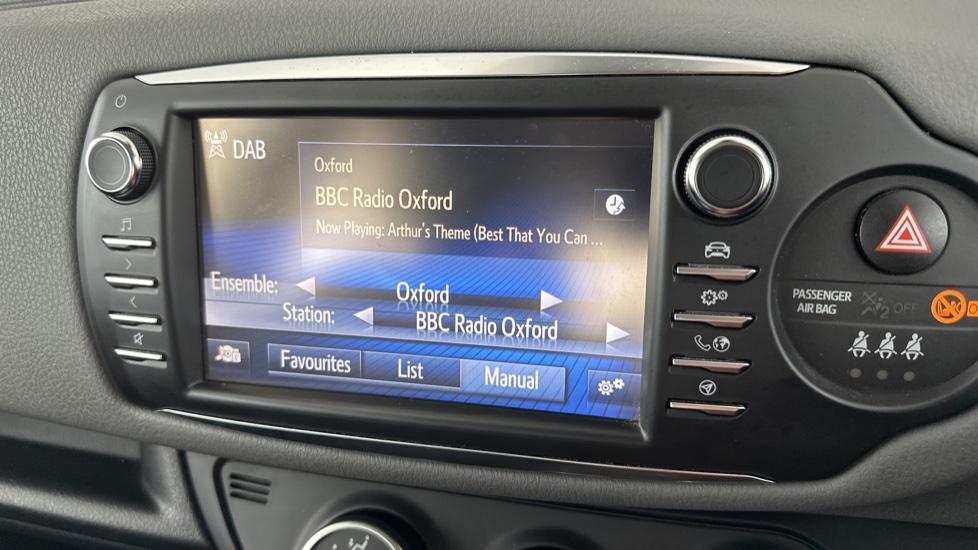 DAB
Oxford
BBC Radio Oxford
Now Playing: Arthur's Theme (Best That You Can ...
Ensemble: Oxford
Station: BBC Radio Oxford
Favourites List Manual
PASSENGER
AIR BAG
2 OFF